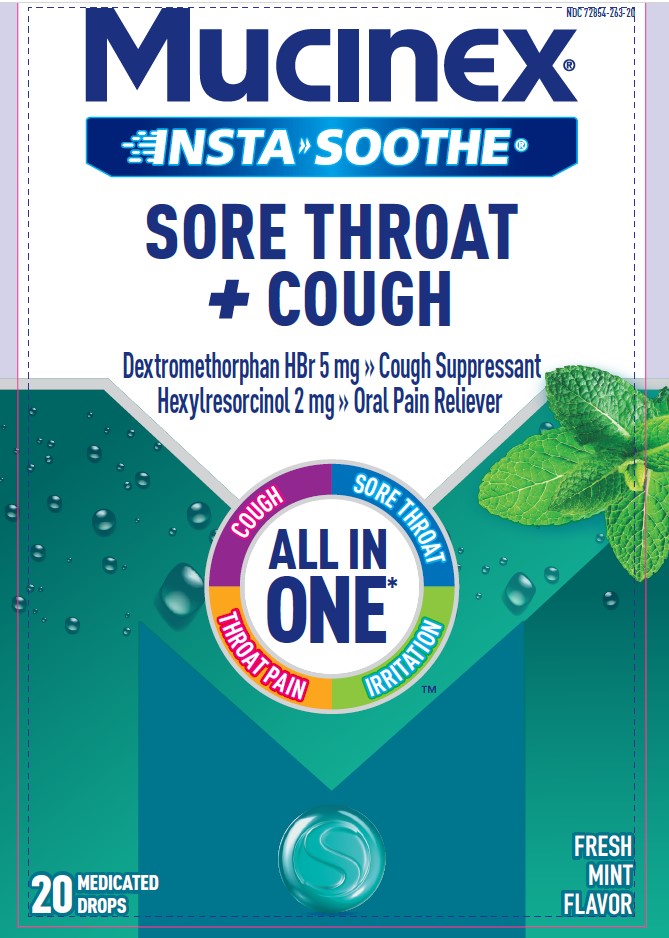 NDC 72854-263-20
Mucinex®
INSTA»SOOTHE®
SORE THROAT
+ COUGH
Dextromethorphan HBr 5 mg » Cough Suppressant
Hexylresorcinol 2 mg » Oral Pain Reliever
COUGH
SORE THROAT
ALL IN
ONE*
THROAT PAIN
IRRITATION
™
20 MEDICATED
DROPS
FRESH
MINT
FLAVOR